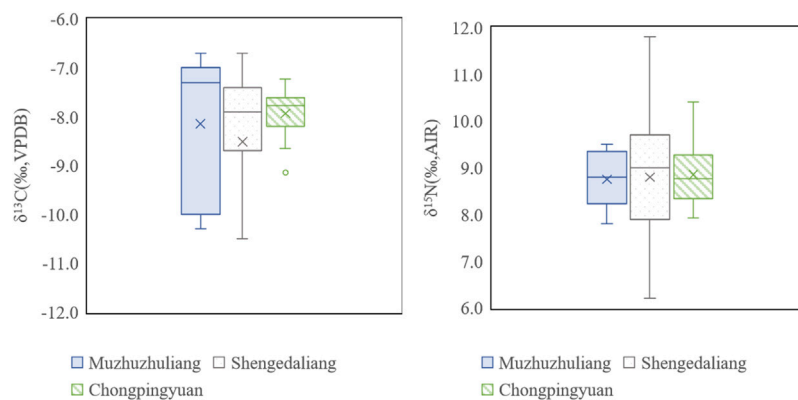 -6.0
-7.0
-8.0
-9.0
-10.0
-11.0
-12.0
δ¹³C(‰,VPDB)
Muzhuzhuliang Shengedaliang
Chongpingyuan
12.0
11.0
10.0
9.0
8.0
7.0
6.0
δ¹⁵N(‰,AIR)
Muzhuzhuliang Shengedaliang
Chongpingyuan